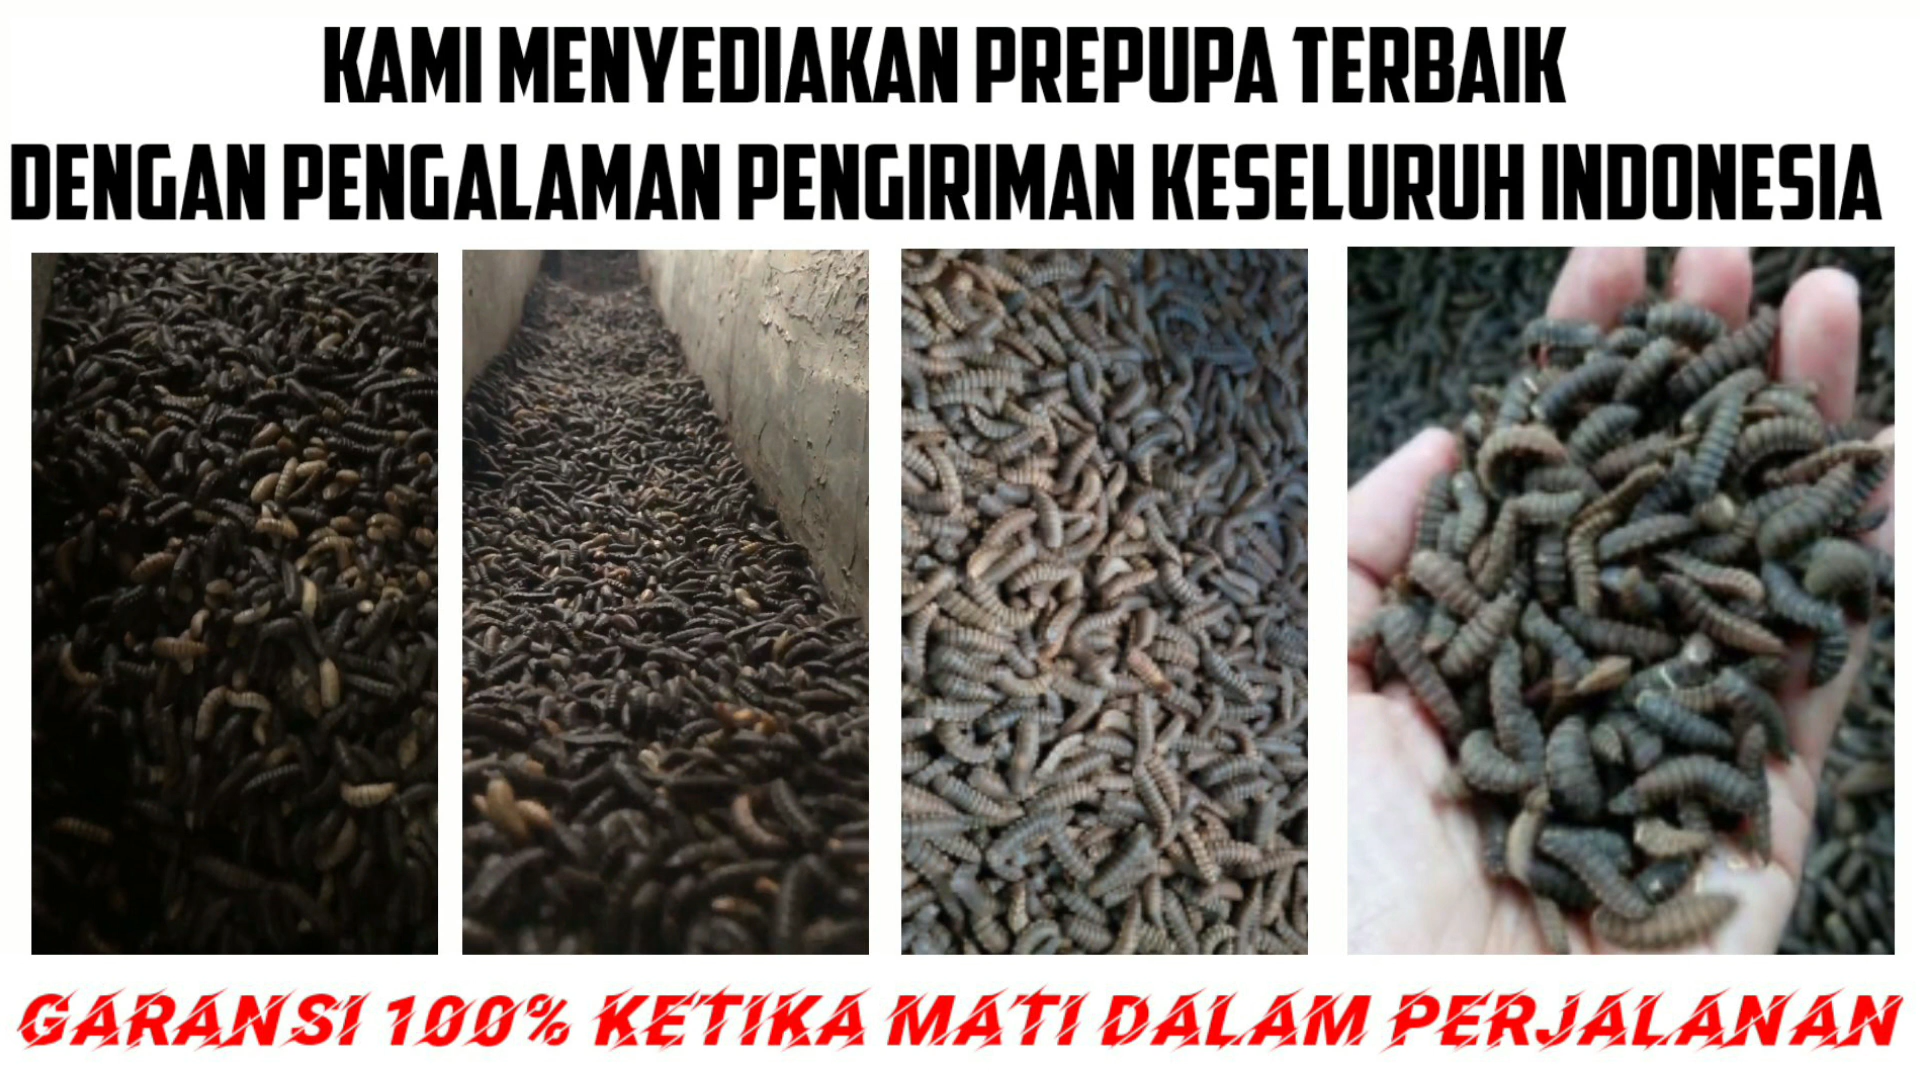 KAMI MENYEDIAKAN PREPUPA TERBAIK
DENGAN PENGALAMAN PENGIRIMAN KESELURUH INDONESIA
GARANSI 100% KETIKA MATI DALAM PERJALANAN